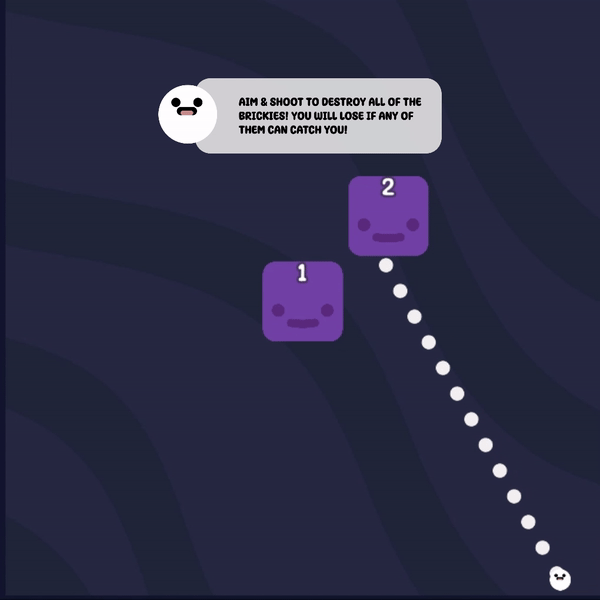 AIM & SHOOT TO DESTROY ALL OF THE
BRICKIES! YOU WILL LOSE IF ANY OF
THEM CAN CATCH YOU!
2
1